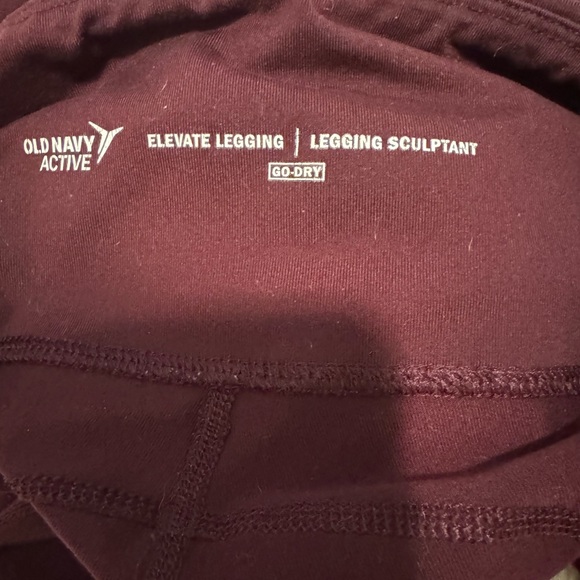 OLD NAVY
ACTIVE
ELEVATE LEGGING | LEGGING SCULPTANT
GO-DRY